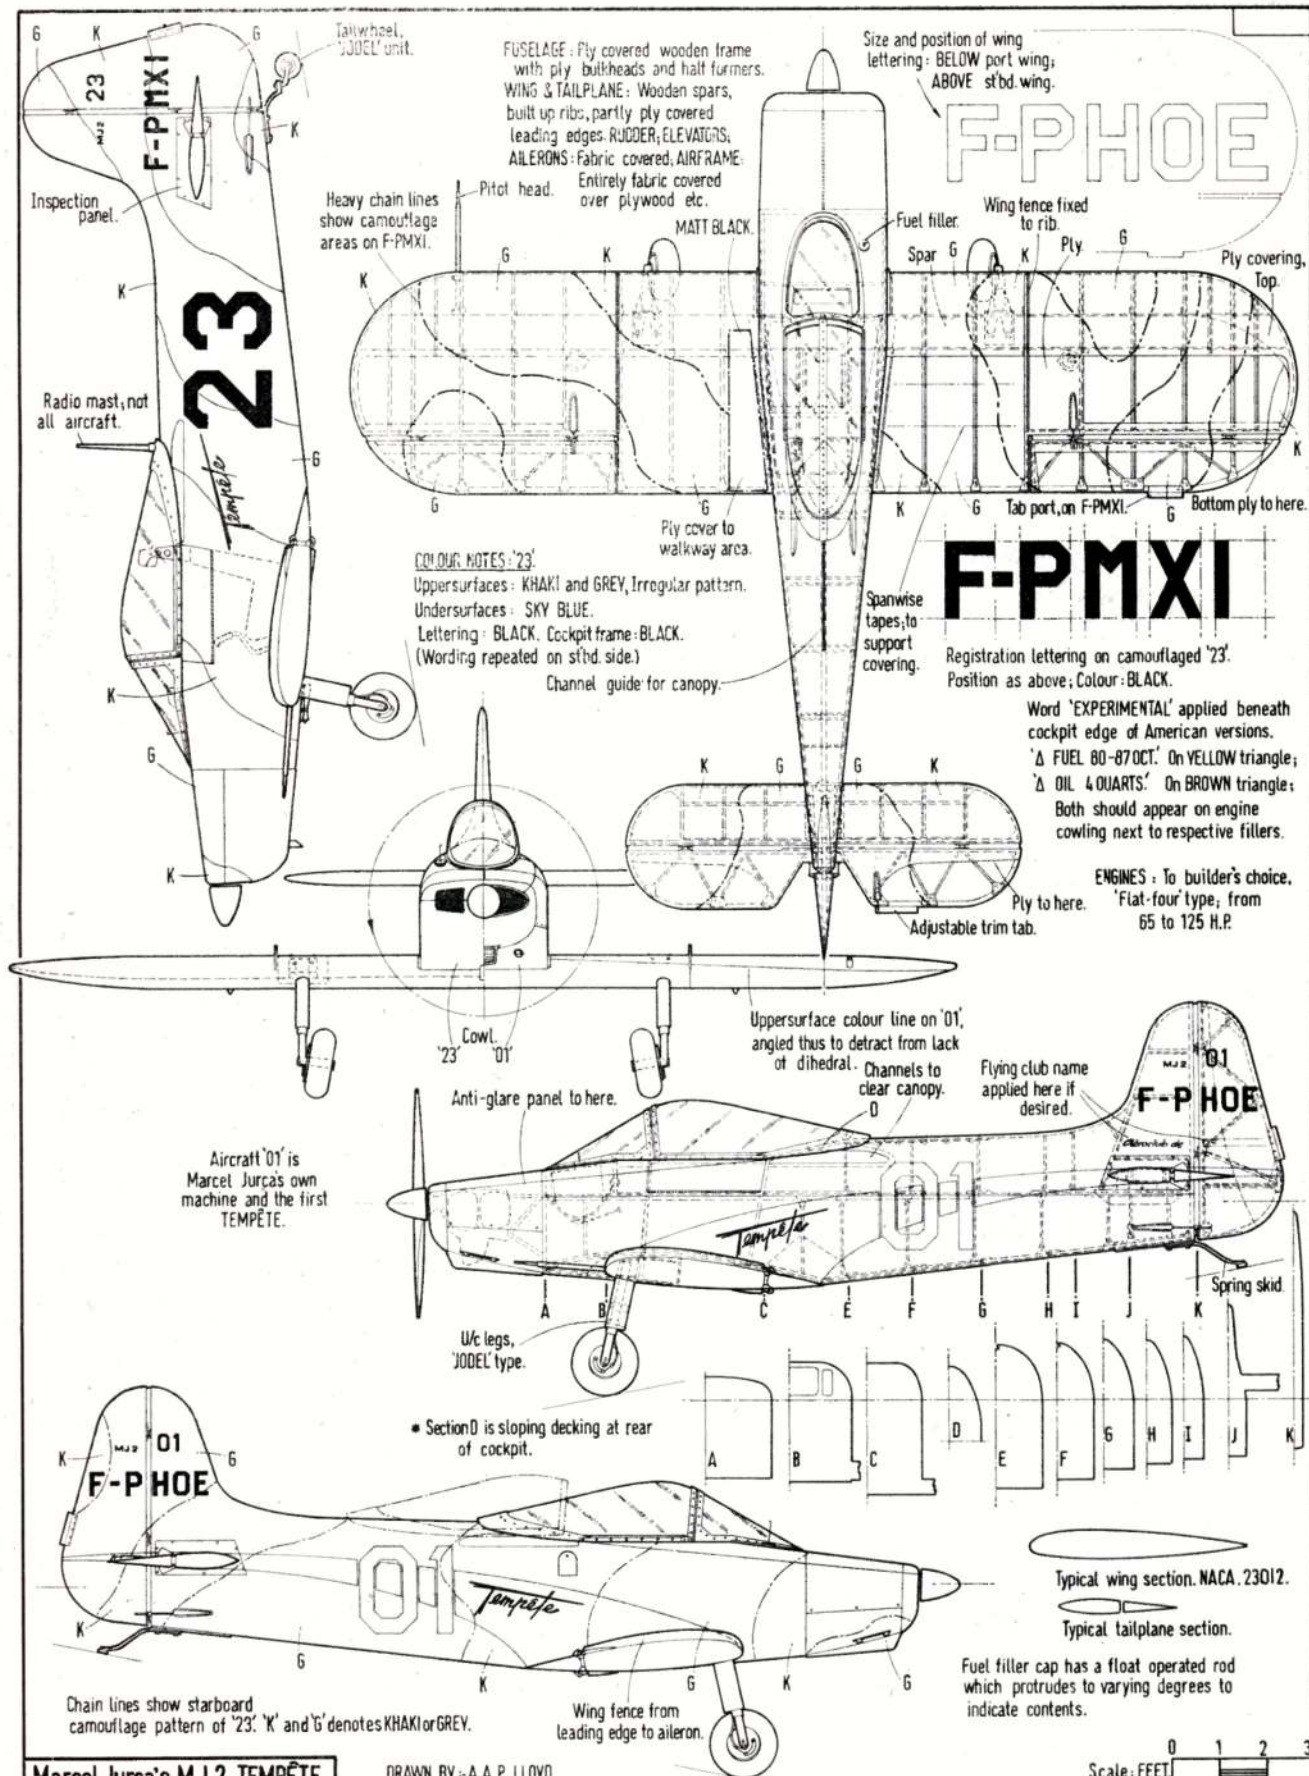 G
K
G
Tailwheel,
'JODEL' unit.
23
MJ2
F-PMXI
K
Inspection
panel.
K
23
Radio mast, not
all aircraft.
G
Tempête
K
G
K
FUSELAGE : Ply covered wooden frame
with ply bulkheads and half formers.
WING & TAILPLANE : Wooden spars,
built up ribs, partly ply covered
leading edges. RUDDER; ELEVATORS;
AILERONS : Fabric covered; AIRFRAME:
Entirely fabric covered
over plywood etc.
Size and position of wing
lettering : BELOW port wing;
ABOVE st'bd. wing.
F-PHOE
Heavy chain lines
show camouflage
areas on F-PMXI.
Pitot head.
MATT BLACK.
Fuel filler.
Wing fence fixed
to rib.
Spar
Ply.
Ply covering,
Top.
K
G
K
G
K
G
G
G
K
G
K
Tab port, on F-PMXI.
G
Bottom ply to here.
Ply cover to
walkway area.
COLOUR NOTES : '23'.
Uppersurfaces : KHAKI and GREY, Irregular pattern.
Undersurfaces : SKY BLUE.
Lettering : BLACK. Cockpit frame : BLACK.
(Wording repeated on st'bd. side.)
Channel guide for canopy.
Spanwise
tapes; to
support
covering.
F-PMXI
Registration lettering on camouflaged '23'.
Position as above; Colour : BLACK.
Word 'EXPERIMENTAL' applied beneath
cockpit edge of American versions.
'Δ FUEL 80-87 OCT.' On YELLOW triangle;
'Δ OIL 4 QUARTS.' On BROWN triangle;
Both should appear on engine
cowling next to respective fillers.
ENGINES : To builder's choice,
'Flat-four' type; from
65 to 125 H.P.
K
G
G
K
Ply to here.
Adjustable trim tab.
Cowl.
'23'
'01'
Uppersurface colour line on '01',
angled thus to detract from lack
of dihedral.
Channels to
clear canopy.
D
Flying club name
applied here if
desired.
Anti-glare panel to here.
MJ2
01
F-PHOE
Aéroclub de
Aircraft '01' is
Marcel Jurca's own
machine and the first
TEMPÊTE.
01
Tempête
A
B
C
E
F
G
H
I
J
K
Spring skid.
U/c legs,
'JODEL' type.
* Section D is sloping decking at rear
of cockpit.
A
B
C
D
E
F
G
H
I
J
K
K
MJ2
01
G
F-PHOE
01
Tempête
K
G
K
G
K
G
Typical wing section. NACA. 23012.
Typical tailplane section.
Fuel filler cap has a float operated rod
which protrudes to varying degrees to
indicate contents.
Chain lines show starboard
camouflage pattern of '23'. 'K' and 'G' denotes KHAKI or GREY.
Wing fence from
leading edge to aileron.
Marcel Jurca's M.J.2. TEMPÊTE
DRAWN BY :- A.A.P. LLOYD
Scale : FEET
0 1 2 3